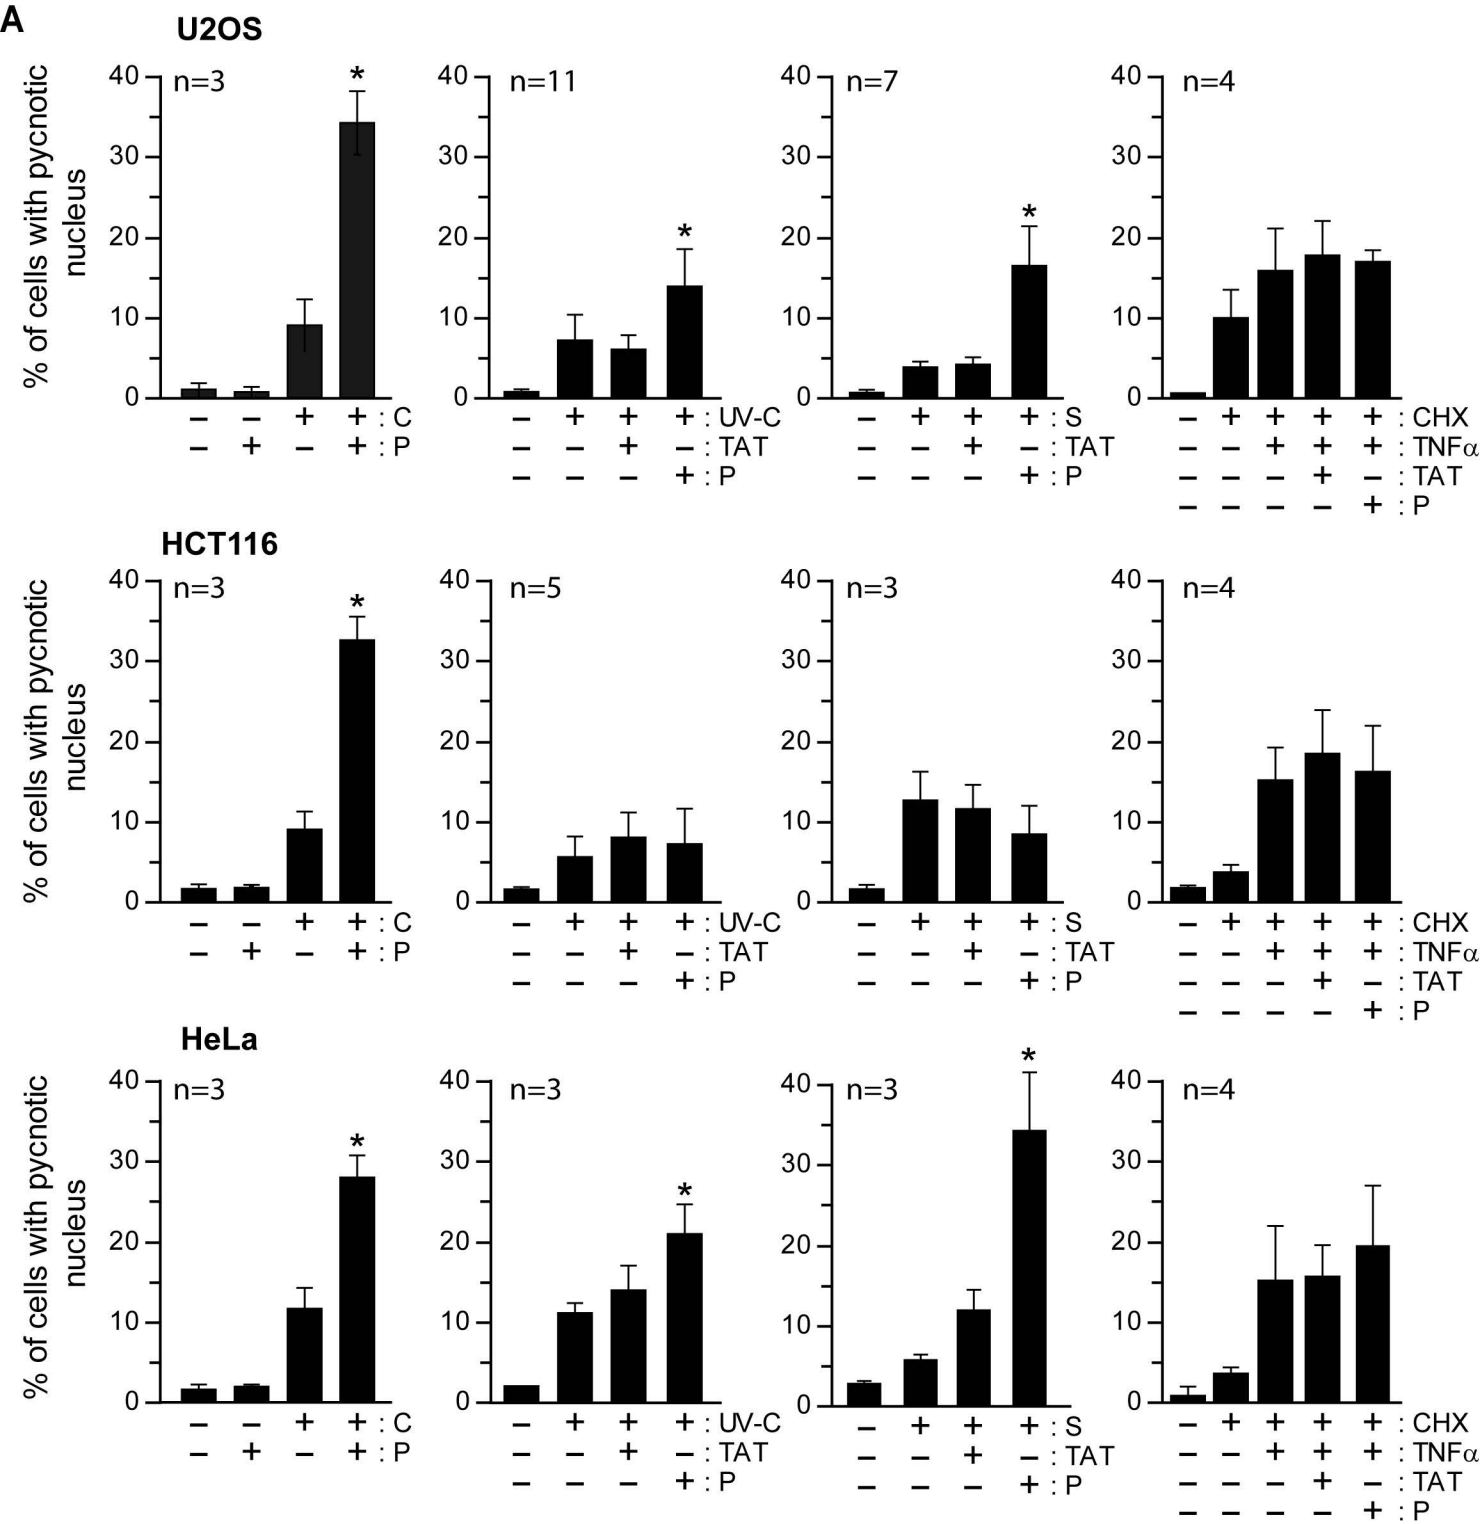 A
U2OS
% of cells with pycnotic
nucleus
40
30
20
10
0
n=3
*
– – + + : C
– + – + : P
40
30
20
10
0
n=11
*
– + + + : UV-C
– – + – : TAT
– – – + : P
40
30
20
10
0
n=7
*
– + + + : S
– – + – : TAT
– – – + : P
40
30
20
10
0
n=4
– + + + + : CHX
– – + + + : TNFα
– – – + – : TAT
– – – – + : P
HCT116
% of cells with pycnotic
nucleus
40
30
20
10
0
n=3
*
– – + + : C
– + – + : P
40
30
20
10
0
n=5
– + + + : UV-C
– – + – : TAT
– – – + : P
40
30
20
10
0
n=3
– + + + : S
– – + – : TAT
– – – + : P
40
30
20
10
0
n=4
– + + + + : CHX
– – + + + : TNFα
– – – + – : TAT
– – – – + : P
HeLa
% of cells with pycnotic
nucleus
40
30
20
10
0
n=3
*
– – + + : C
– + – + : P
40
30
20
10
0
n=3
*
– + + + : UV-C
– – + – : TAT
– – – + : P
40
30
20
10
0
n=3
*
– + + + : S
– – + – : TAT
– – – + : P
40
30
20
10
0
n=4
– + + + + : CHX
– – + + + : TNFα
– – – + – : TAT
– – – – + : P